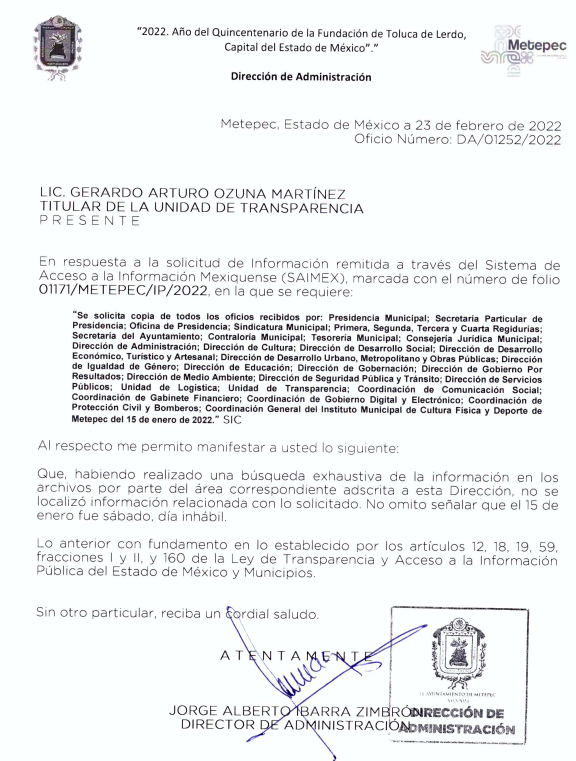 “2022. Año del Quincentenario de la Fundación de Toluca de Lerdo,
Capital del Estado de México”.”
Metepec
Dirección de Administración
Metepec, Estado de México a 23 de febrero de 2022
Oficio Número: DA/01252/2022
LIC. GERARDO ARTURO OZUNA MARTÍNEZ
TITULAR DE LA UNIDAD DE TRANSPARENCIA
P R E S E N T E
En respuesta a la solicitud de Información remitida a través del Sistema de
Acceso a la Información Mexiquense (SAIMEX), marcada con el número de folio
01171/METEPEC/IP/2022, en la que se requiere:
"Se solicita copia de todos los oficios recibidos por: Presidencia Municipal; Secretaría Particular de
Presidencia; Oficina de Presidencia; Sindicatura Municipal; Primera, Segunda, Tercera y Cuarta Regidurías;
Secretaría del Ayuntamiento; Contraloría Municipal; Tesorería Municipal; Consejería Jurídica Municipal;
Dirección de Administración; Dirección de Cultura; Dirección de Desarrollo Social; Dirección de Desarrollo
Económico, Turístico y Artesanal; Dirección de Desarrollo Urbano, Metropolitano y Obras Públicas; Dirección
de Igualdad de Género; Dirección de Educación; Dirección de Gobernación; Dirección de Gobierno Por
Resultados; Dirección de Medio Ambiente; Dirección de Seguridad Pública y Tránsito; Dirección de Servicios
Públicos; Unidad de Logística; Unidad de Transparencia; Coordinación de Comunicación Social;
Coordinación de Gabinete Financiero; Coordinación de Gobierno Digital y Electrónico; Coordinación de
Protección Civil y Bomberos; Coordinación General del Instituto Municipal de Cultura Física y Deporte de
Metepec del 15 de enero de 2022." SIC
Al respecto me permito manifestar a usted lo siguiente:
Que, habiendo realizado una búsqueda exhaustiva de la información en los
archivos por parte del área correspondiente adscrita a esta Dirección, no se
localizó información relacionada con lo solicitado. No omito señalar que el 15 de
enero fue sábado, día inhábil.
Lo anterior con fundamento en lo establecido por los artículos 12, 18, 19, 59,
fracciones I y II, y 160 de la Ley de Transparencia y Acceso a la Información
Pública del Estado de México y Municipios.
Sin otro particular, reciba un cordial saludo.
A T E N T A M E N T E
JORGE ALBERTO IBARRA ZIMBRÓN
DIRECTOR DE ADMINISTRACIÓN
AYUNTAMIENTO DE METEPEC
DIRECCIÓN DE
ADMINISTRACIÓN